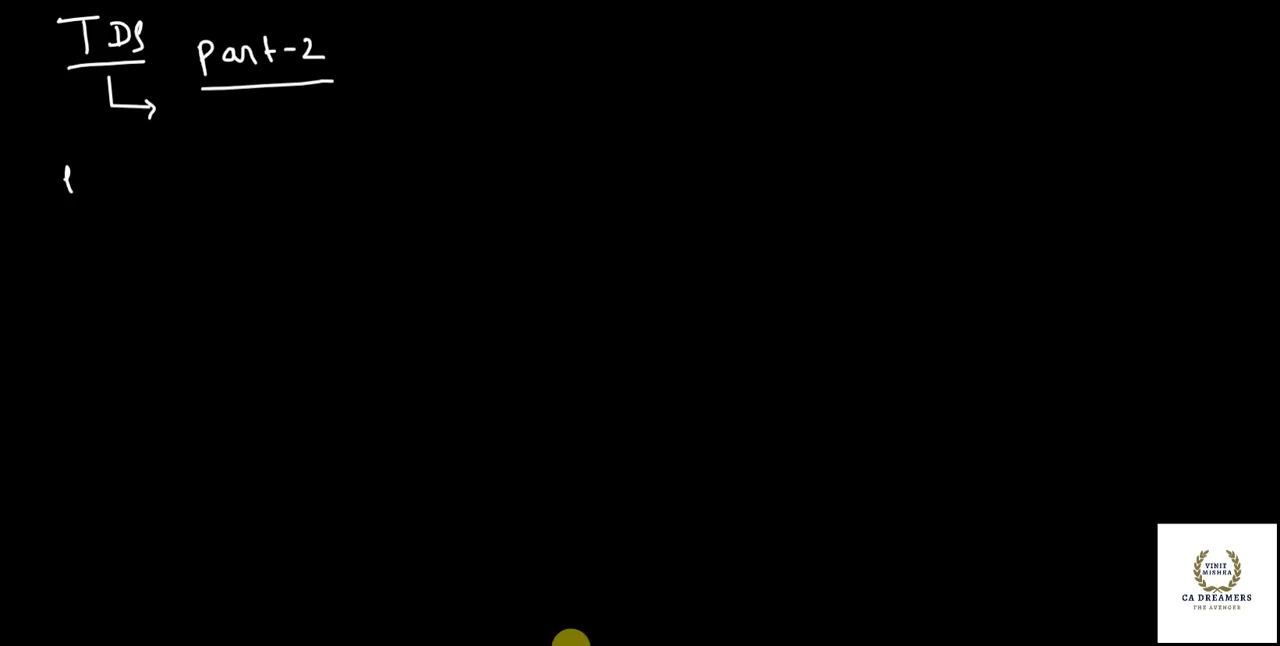 TDS Part-2
VINIT
MISHRA
CA DREAMERS
THE AVENGER